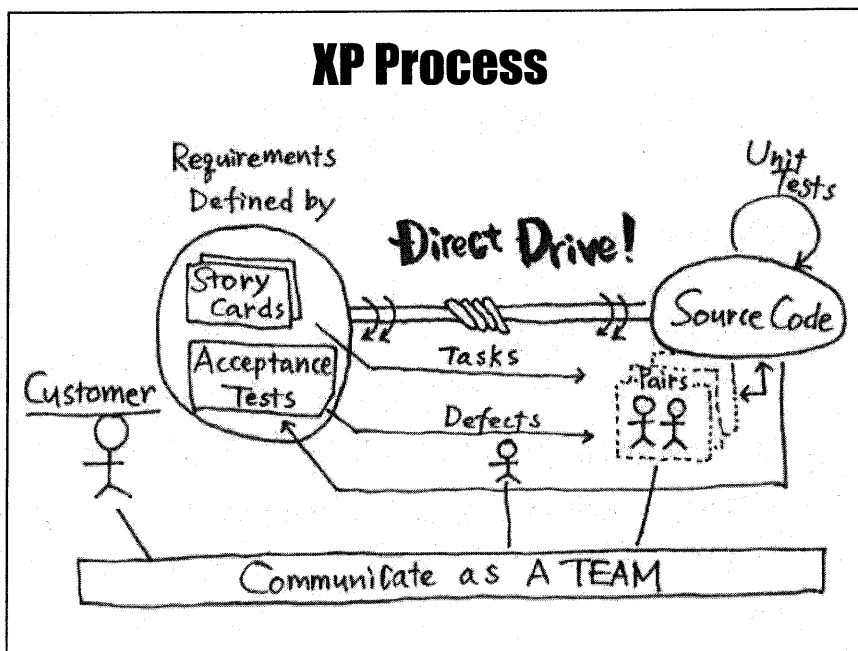 XP Process
Requirements
Defined by
Unit
Tests
Direct Drive!
Story
Cards
Source Code
Tasks
Acceptance
Tests
Pairs
Customer
Defects
Communicate as A TEAM